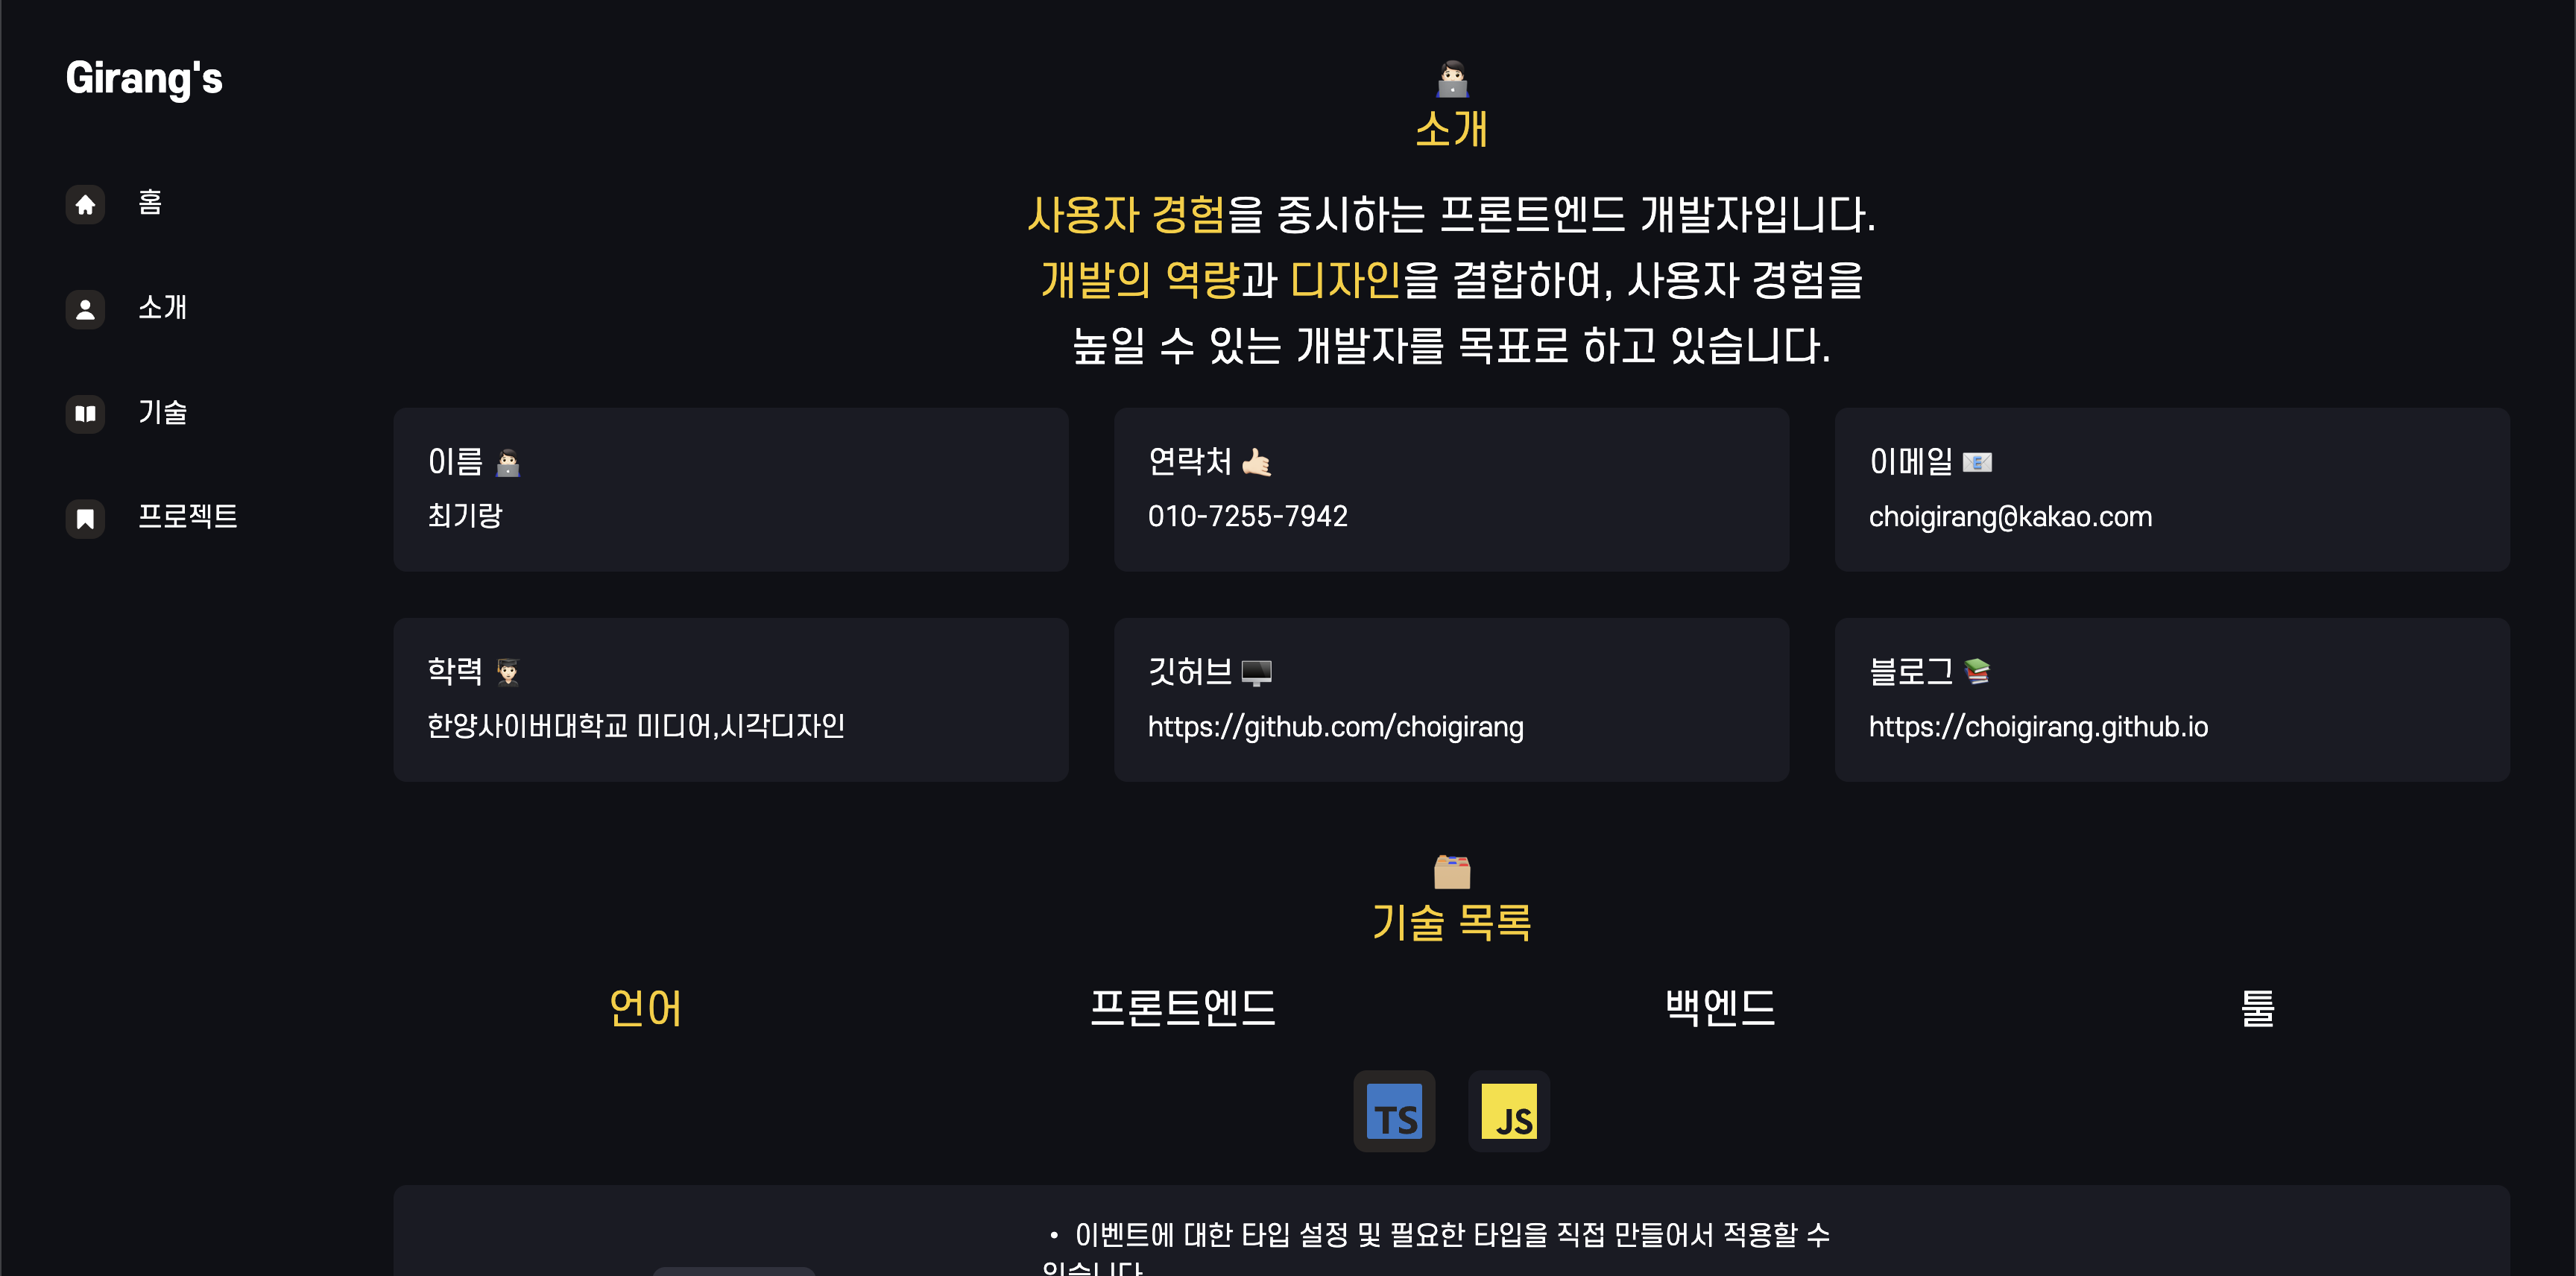 Girang's
홈
소개
기술
프로젝트
소개
사용자 경험을 중시하는 프론트엔드 개발자입니다.
개발의 역량과 디자인을 결합하여, 사용자 경험을
높일 수 있는 개발자를 목표로 하고 있습니다.
이름
최기랑
연락처
010-7255-7942
이메일
choigirang@kakao.com
학력
한양사이버대학교 미디어,시각디자인
깃허브
https://github.com/choigirang
블로그
https://choigirang.github.io
기술 목록
언어
프론트엔드
백엔드
툴
TS
JS
• 이벤트에 대한 타입 설정 및 필요한 타입을 직접 만들어서 적용할 수
있습니다